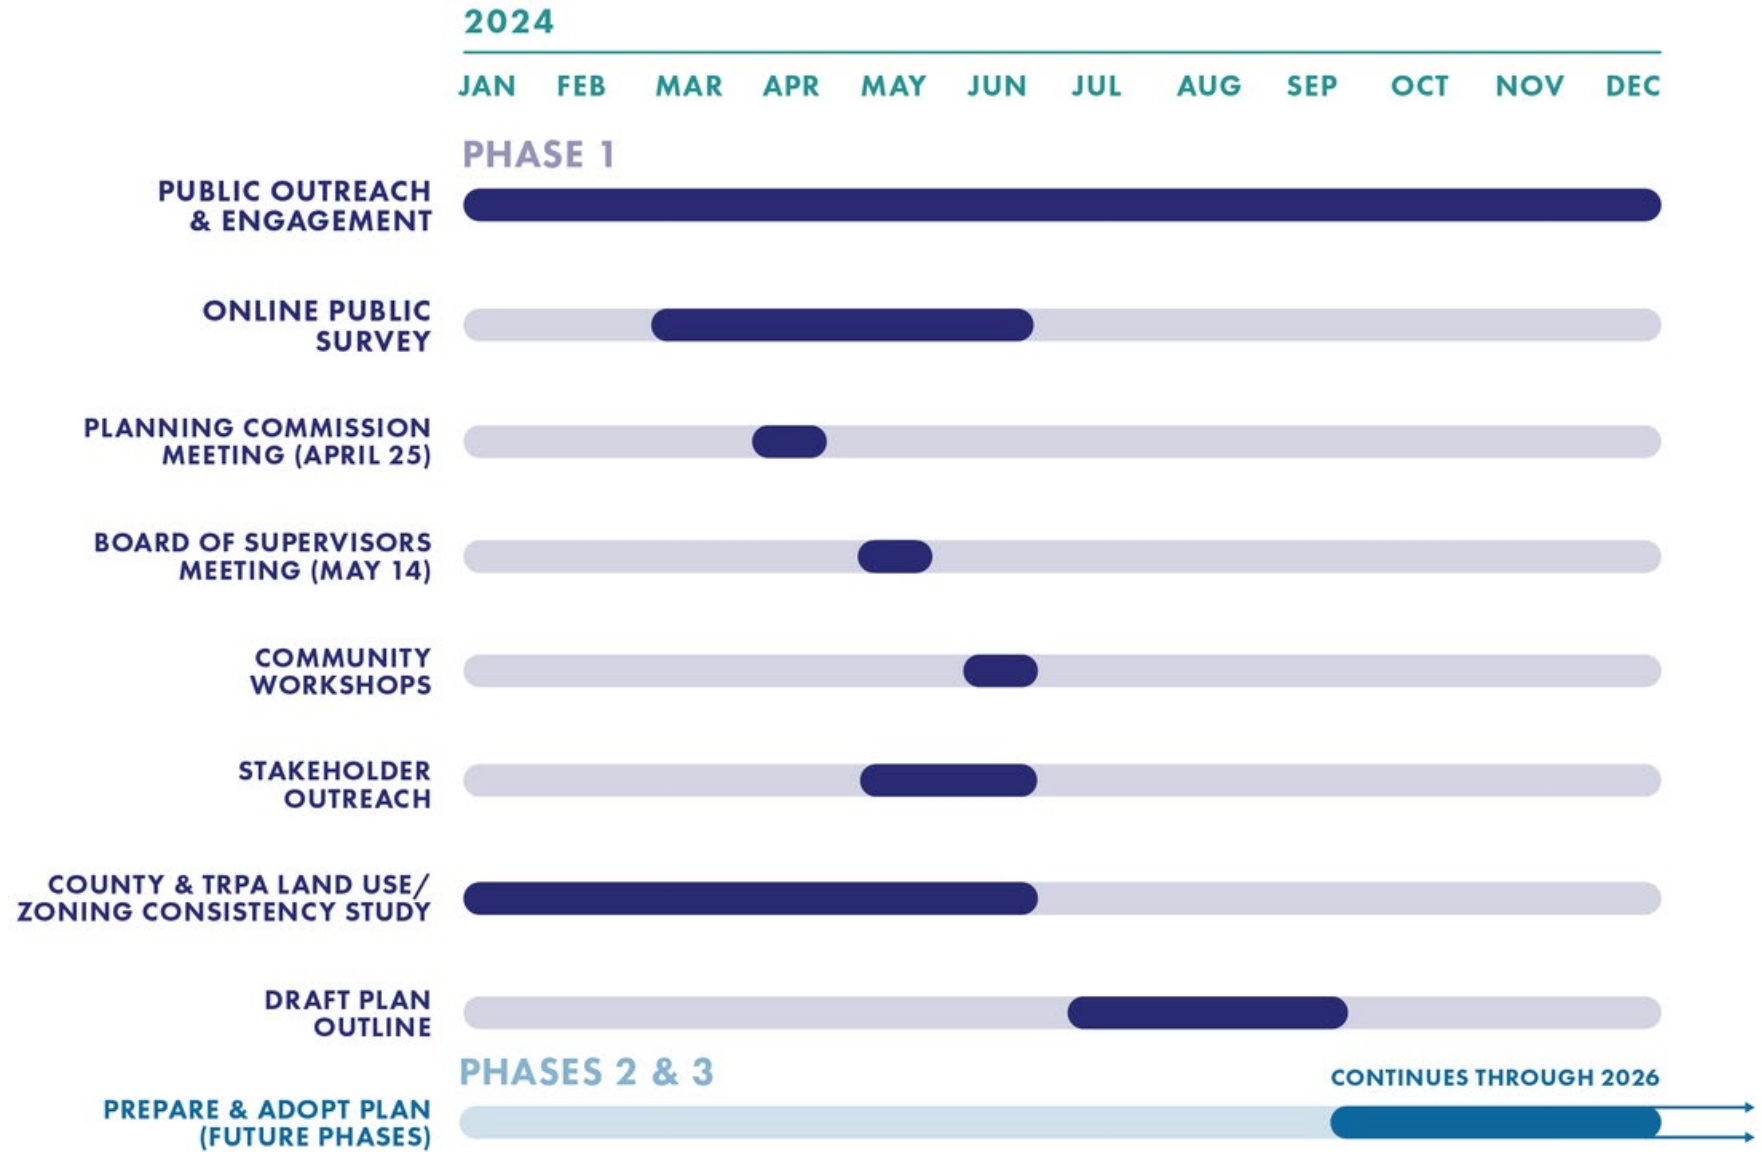 2024
JAN FEB MAR APR MAY JUN JUL AUG SEP OCT NOV DEC
PHASE 1
PUBLIC OUTREACH
& ENGAGEMENT
ONLINE PUBLIC
SURVEY
PLANNING COMMISSION
MEETING (APRIL 25)
BOARD OF SUPERVISORS
MEETING (MAY 14)
COMMUNITY
WORKSHOPS
STAKEHOLDER
OUTREACH
COUNTY & TRPA LAND USE/
ZONING CONSISTENCY STUDY
DRAFT PLAN
OUTLINE
PHASES 2 & 3
CONTINUES THROUGH 2026
PREPARE & ADOPT PLAN
(FUTURE PHASES)